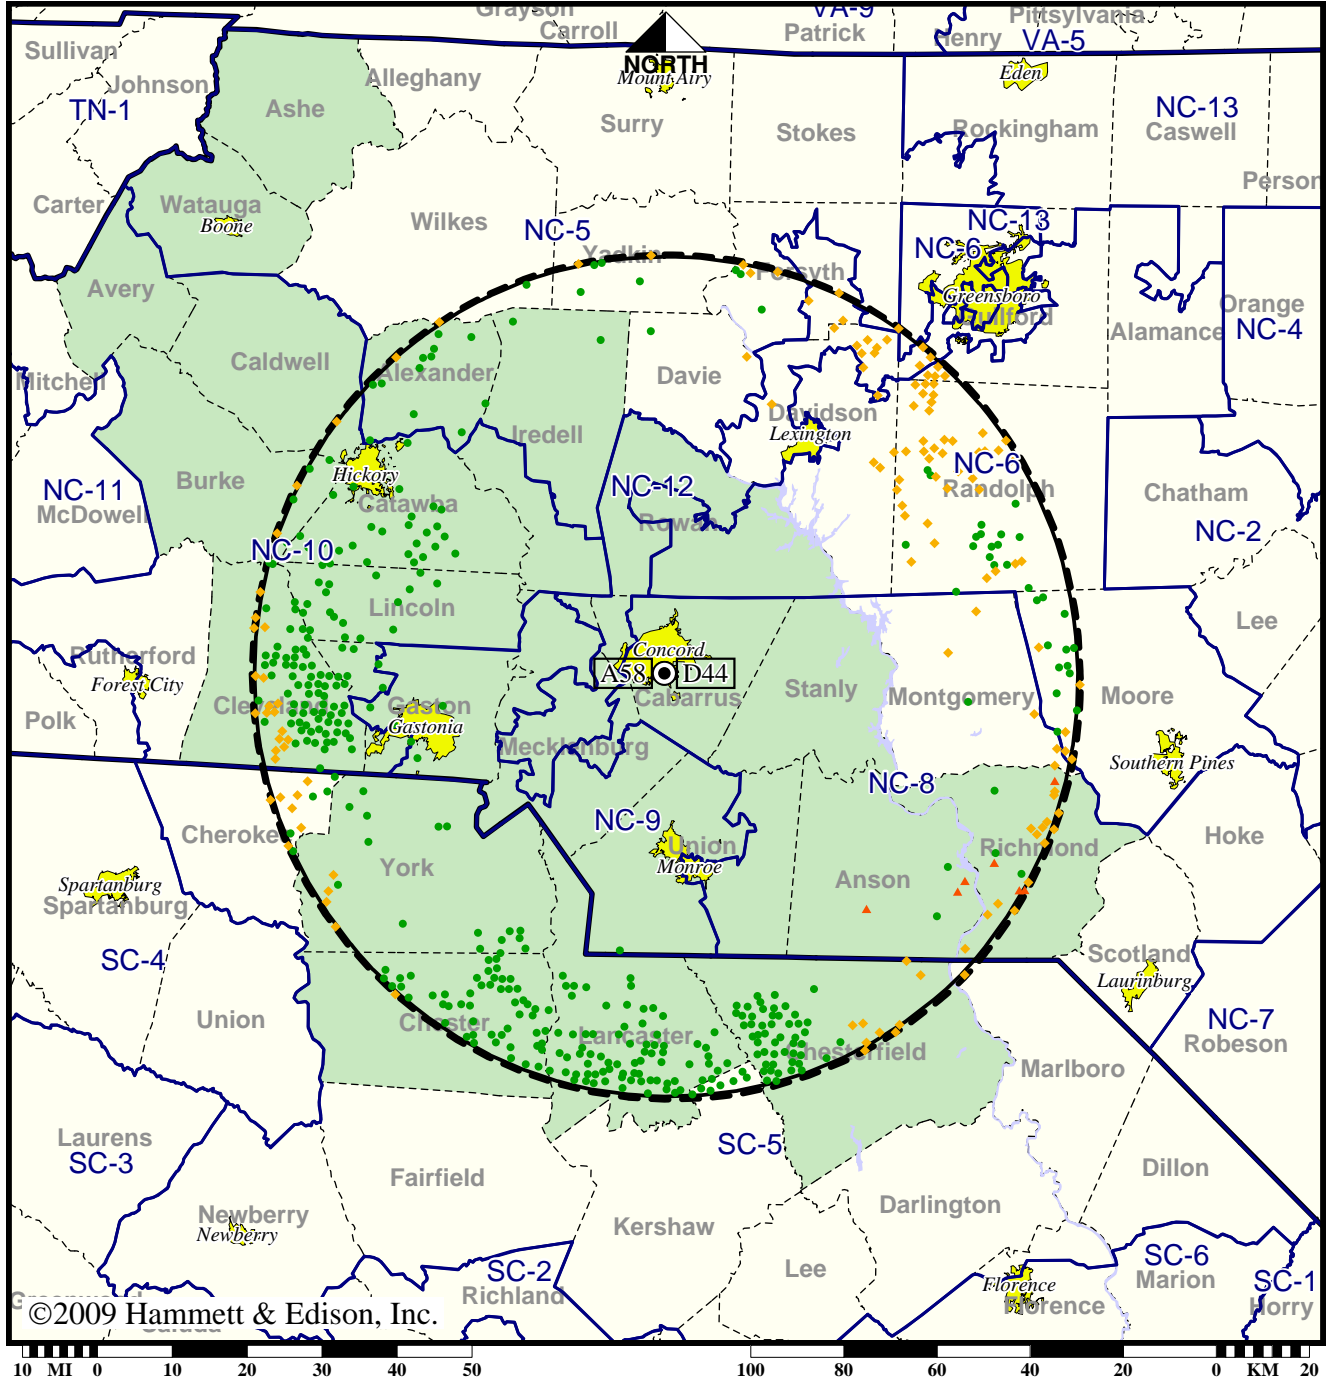 Grayson
Carroll
VA-9
Patrick
Pittsylvania
Henry
VA-5
Sullivan
Johnson
TN-1
Ashe
Alleghany
NORTH
Mount Airy
Surry
Stokes
Eden
Rockingham
NC-13
Caswell
Person
Carter
Watauga
Boone
Wilkes
NC-5
Yadkin
Forsyth
NC-13
NC-6
Greensboro
Guilford
Alamance
Orange
NC-4
Avery
Mitchell
Caldwell
Alexander
Davie
Davidson
Lexington
Iredell
Burke
Hickory
Catawba
NC-11
McDowell
NC-12
Rowan
NC-6
Randolph
Chatham
NC-2
NC-10
Lincoln
Lee
Rutherford
Forest City
Polk
Cleveland
Gaston
Gastonia
Concord
A58
D44
Cabarrus
Stanly
Montgomery
Moore
Mecklenburg
Southern Pines
NC-8
NC-9
Union
Monroe
Cherokee
York
Anson
Richmond
Hoke
Spartanburg
Spartanburg
SC-4
Scotland
Laurinburg
Union
Chester
Lancaster
Chesterfield
NC-7
Robeson
Marlboro
Laurens
SC-3
SC-5
Dillon
Fairfield
Newberry
Newberry
Kershaw
Darlington
Lee
SC-2
Richland
SC-6
Marion
SC-1
Horry
Florence
Florence
Greenwood
Saluda
©2009 Hammett & Edison, Inc.
10 MI 0 10 20 30 40 50
100 80 60 40 20 0 KM 20